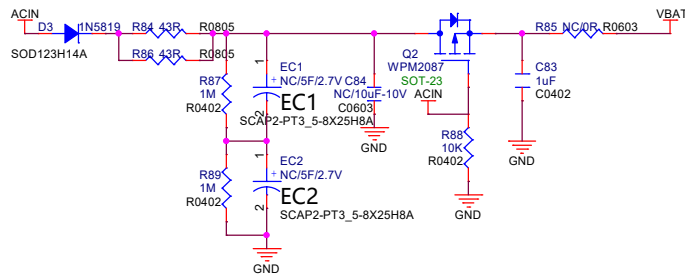 ACIN
D3
1N5819
SOD123H14A
R84 43R
R0805
R86 43R
R0805
R87
1M
R0402
1
2
EC1
NC/5F/2.7V
EC1
SCAP2-PT3_5-8X25H8A
C84
NC/10uF-10V
C0603
GND
R89
1M
R0402
1
2
EC2
NC/5F/2.7V
EC2
SCAP2-PT3_5-8X25H8A
GND
Q2
WPM2087
SOT-23
ACIN
R88
10K
R0402
GND
R85 NC/0R
R0603
VBAT
C83
1uF
C0402
GND